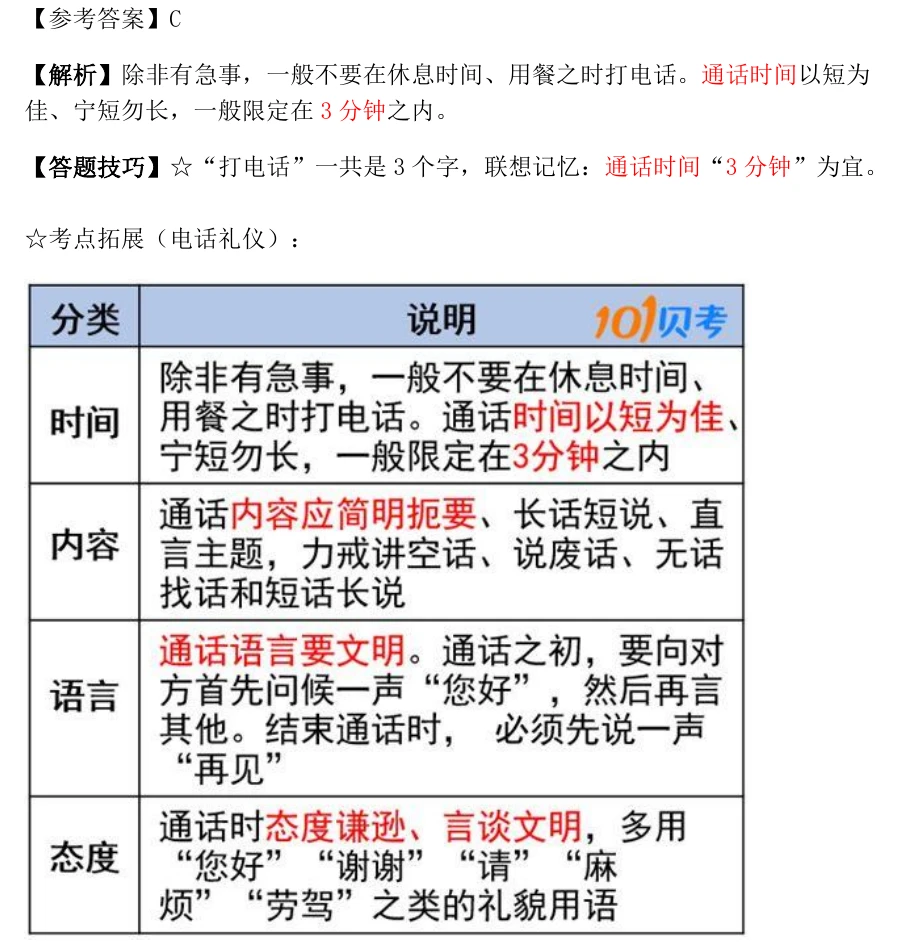 【参考答案】C
【解析】除非有急事，一般不要在休息时间、用餐之时打电话。通话时间以短为
佳、宁短勿长，一般限定在 3 分钟之内。
【答题技巧】☆“打电话”一共是 3 个字，联想记忆：通话时间“3 分钟”为宜。
☆考点拓展（电话礼仪）：
分类
说明
101贝考
时间
除非有急事，一般不要在休息时间、
用餐之时打电话。通话时间以短为佳、
宁短勿长，一般限定在3分钟之内
内容
通话内容应简明扼要、长话短说、直
言主题，力戒讲空话、说废话、无话
找话和短话长说
语言
通话语言要文明。通话之初，要向对
方首先问候一声“您好”，然后再言
其他。结束通话时， 必须先说一声
“再见”
态度
通话时态度谦逊、言谈文明，多用
“您好”“谢谢”“请”“麻
烦”“劳驾”之类的礼貌用语